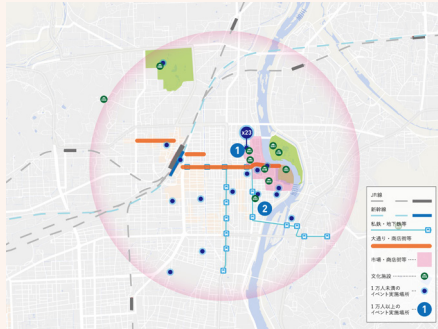 x23
1
2
JR線
新幹線
私鉄・地下鉄等
大通り・商店街等
市場・商店街等
文化施設
1万人未満の
イベント実施場所
1万人以上の
イベント実施場所
1